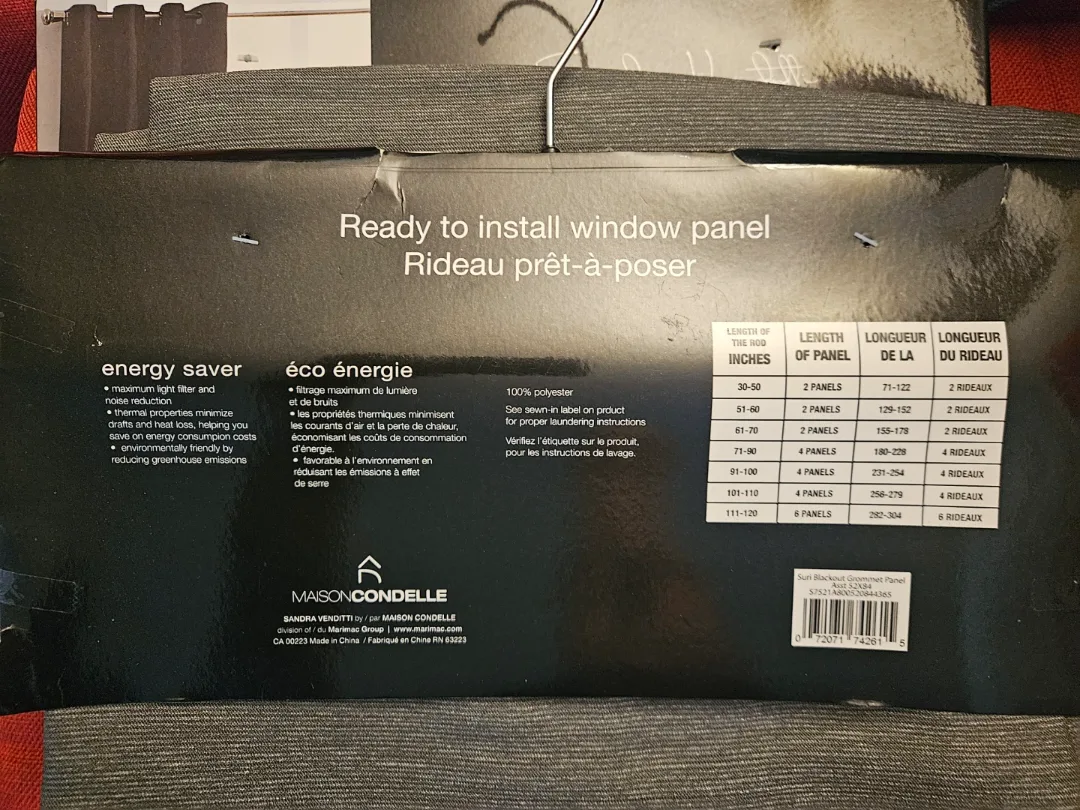 Ready to install window panel
Rideau prêt-à-poser
energy saver
• maximum light filter and
noise reduction
• thermal properties minimize
drafts and heat loss, helping you
save on energy consumpion costs
• environmentally friendly by
reducing greenhouse emissions
éco énergie
• filtrage maximum de lumière
et de bruits
• les propriétés thermiques minimisent
les courants d'air et la perte de chaleur,
économisant les coûts de consommation
d'énergie.
• favorable à l'environnement en
réduisant les émissions à effet
de serre
100% polyester
See sewn-in label on prduct
for proper laundering instructions
Vérifiez l'étiquette sur le produit,
pour les instructions de lavage.
LENGTH OF THE ROD INCHES LENGTH OF PANEL LONGUEUR DE LA LONGUEUR DU RIDEAU
30-50 2 PANELS 71-122 2 RIDEAUX
51-60 2 PANELS 129-152 2 RIDEAUX
61-70 2 PANELS 155-178 2 RIDEAUX
71-90 4 PANELS 180-228 4 RIDEAUX
91-100 4 PANELS 231-254 4 RIDEAUX
101-110 4 PANELS 256-279 4 RIDEAUX
111-120 6 PANELS 282-304 6 RIDEAUX
MAISONCONDELLE
SANDRA VENDITTI by / par MAISON CONDELLE
division of / du Marimac Group | www.marimac.com
CA 00223 Made in China / Fabriqué en Chine RN 63223
Suri Blackout Grommet Panel
Asst 52X84
S7521A800520844365
0 72071 74261 5